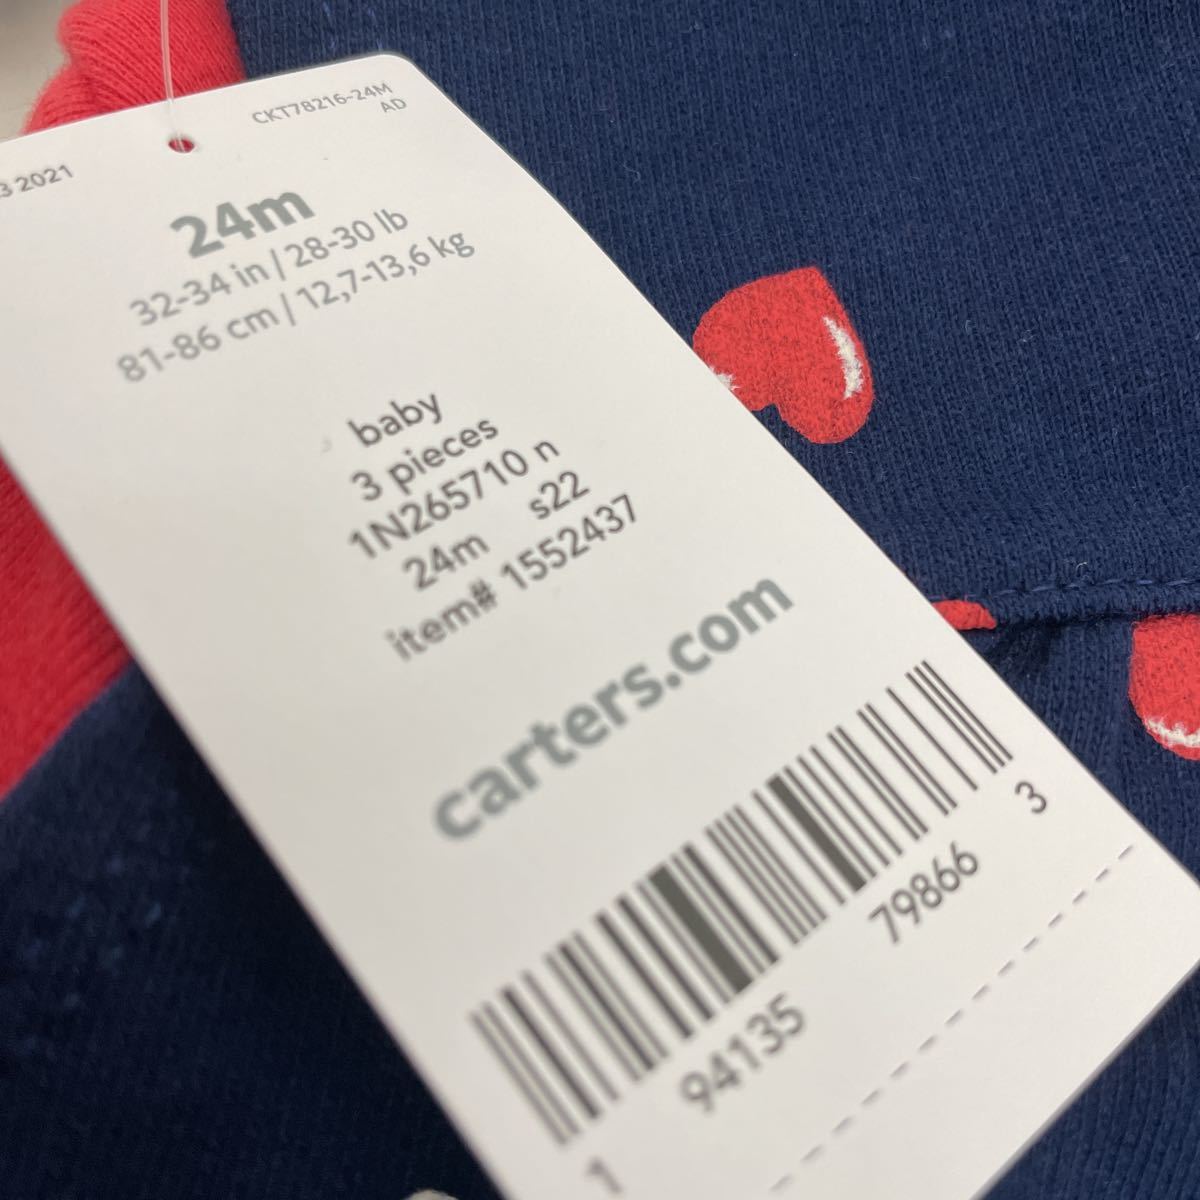 CKT78216-24M
AD
3 2021
24m
32-34 in / 28-30 lb
81-86 cm / 12,7-13,6 kg
baby
3 pieces
1N265710 n
24m s22
item# 1552437
carters.com
1 94135 79866 3